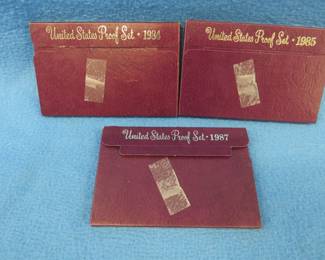 United States Proof Set · 1984
United States Proof Set · 1985
United States Proof Set · 1987